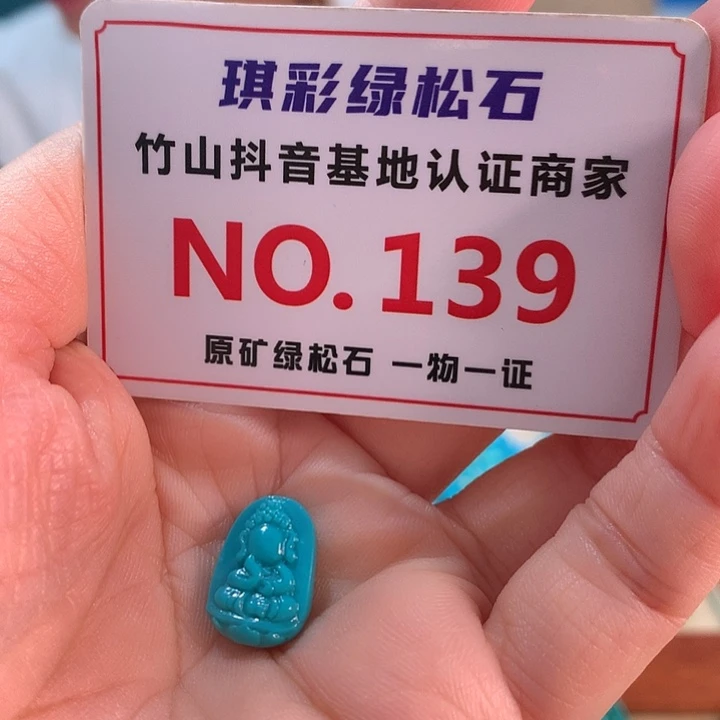 琪彩绿松石
竹山抖音基地认证商家
NO.139
原矿绿松石 一物一证